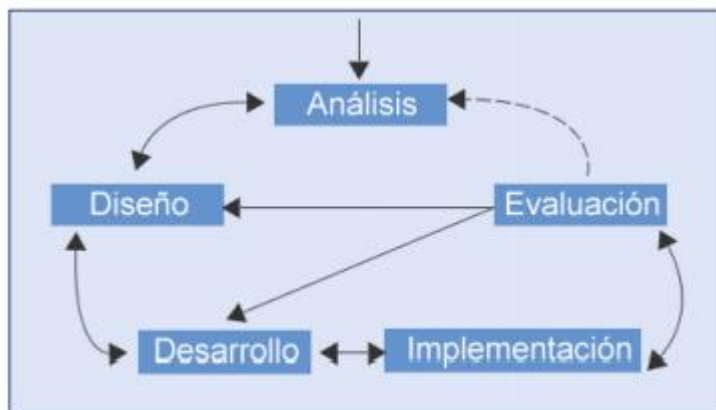 Análisis
Diseño
Evaluación
Desarrollo
Implementación